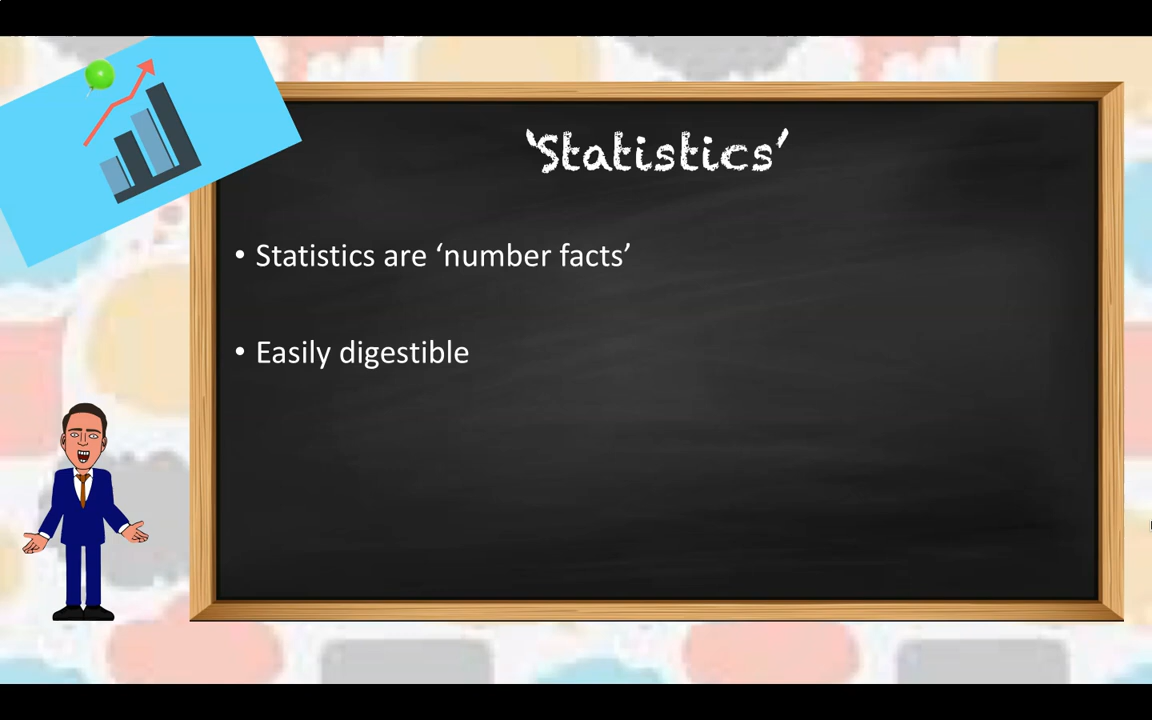 ‘Statistics’
• Statistics are ‘number facts’
• Easily digestible